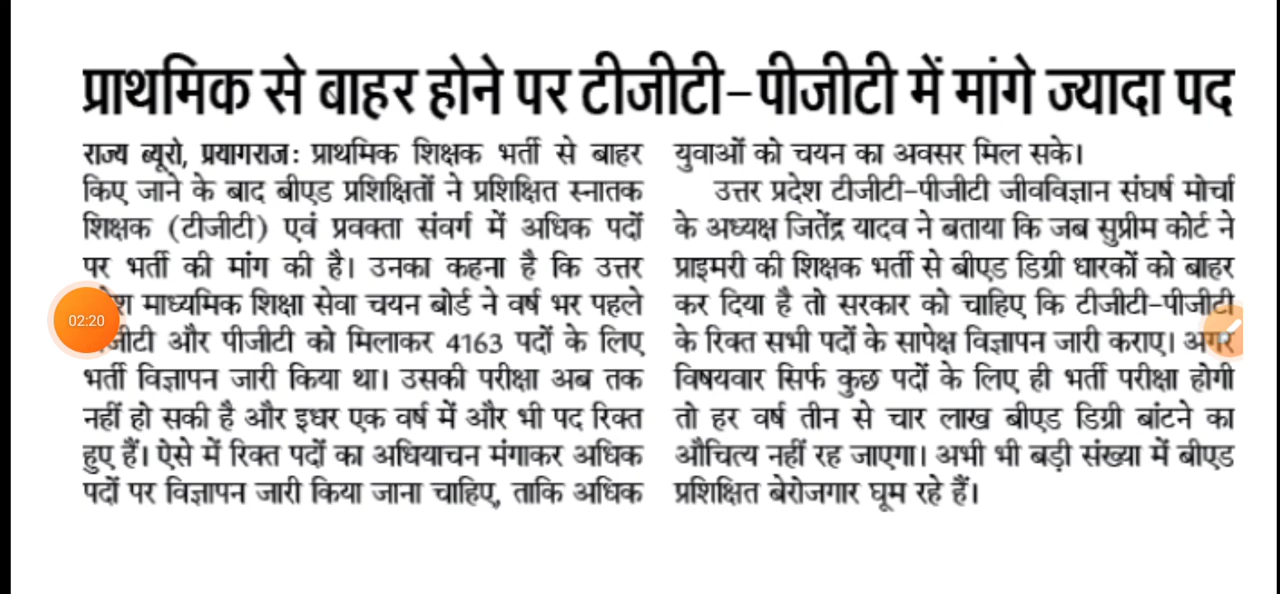 प्राथमिक से बाहर होने पर टीजीटी-पीजीटी में मांगे ज्यादा पद
राज्य ब्यूरो, प्रयागराज: प्राथमिक शिक्षक भर्ती से बाहर
किए जाने के बाद बीएड प्रशिक्षितों ने प्रशिक्षित स्नातक
शिक्षक (टीजीटी) एवं प्रवक्ता संवर्ग में अधिक पदों
पर भर्ती की मांग की है। उनका कहना है कि उत्तर
माध्यमिक शिक्षा सेवा चयन बोर्ड ने वर्ष भर पहले
और पीजीटी को मिलाकर 4163 पदों के लिए
भर्ती विज्ञापन जारी किया था। उसकी परीक्षा अब तक
नहीं हो सकी है और इधर एक वर्ष में और भी पद रिक्त
हुए हैं। ऐसे में रिक्त पदों का अधियाचन मंगाकर अधिक
पदों पर विज्ञापन जारी किया जाना चाहिए, ताकि अधिक
युवाओं को चयन का अवसर मिल सके।
उत्तर प्रदेश टीजीटी-पीजीटी जीवविज्ञान संघर्ष मोर्चा
के अध्यक्ष जितेंद्र यादव ने बताया कि जब सुप्रीम कोर्ट ने
प्राइमरी की शिक्षक भर्ती से बीएड डिग्री धारकों को बाहर
कर दिया है तो सरकार को चाहिए कि टीजीटी-पीजीटी
के रिक्त सभी पदों के सापेक्ष विज्ञापन जारी कराए। अगर
विषयवार सिर्फ कुछ पदों के लिए ही भर्ती परीक्षा होगी
तो हर वर्ष तीन से चार लाख बीएड डिग्री बांटने का
औचित्य नहीं रह जाएगा। अभी भी बड़ी संख्या में बीएड
प्रशिक्षित बेरोजगार घूम रहे हैं।
02:20